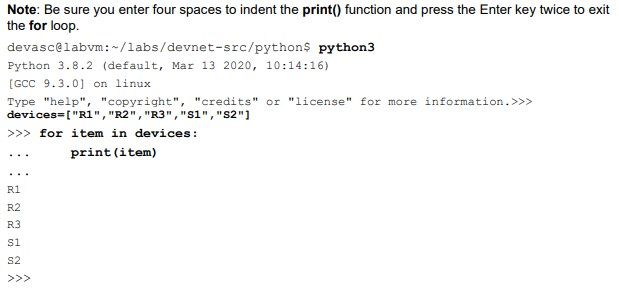 Note: Be sure you enter four spaces to indent the print() function and press the Enter key twice to exit
the for loop.
devasc@labvm:~/labs/devnet-src/python$ python3
Python 3.8.2 (default, Mar 13 2020, 10:14:16)
[GCC 9.3.0] on linux
Type "help", "copyright", "credits" or "license" for more information.>>>
devices=["R1","R2","R3","S1","S2"]
>>> for item in devices:
...     print(item)
...
R1
R2
R3
S1
S2
>>>